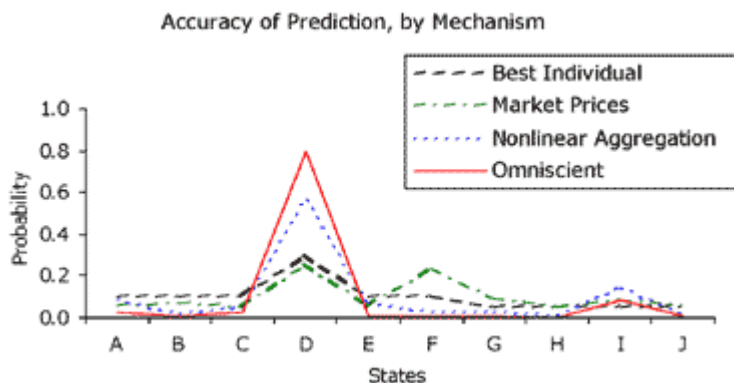 Accuracy of Prediction, by Mechanism
Best Individual
Market Prices
Nonlinear Aggregation
Omniscient
Probability
1.0
0.8
0.6
0.4
0.2
0.0
A B C D E F G H I J
States